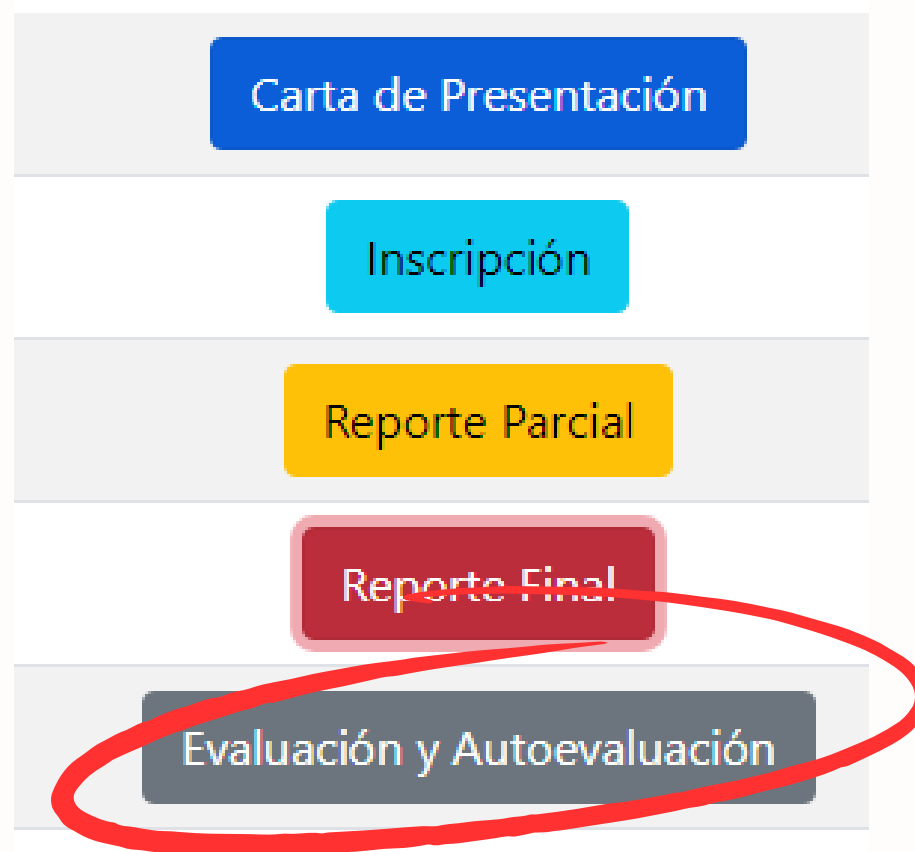 Carta de Presentación
Inscripción
Reporte Parcial
Reporte Final
Evaluación y Autoevaluación